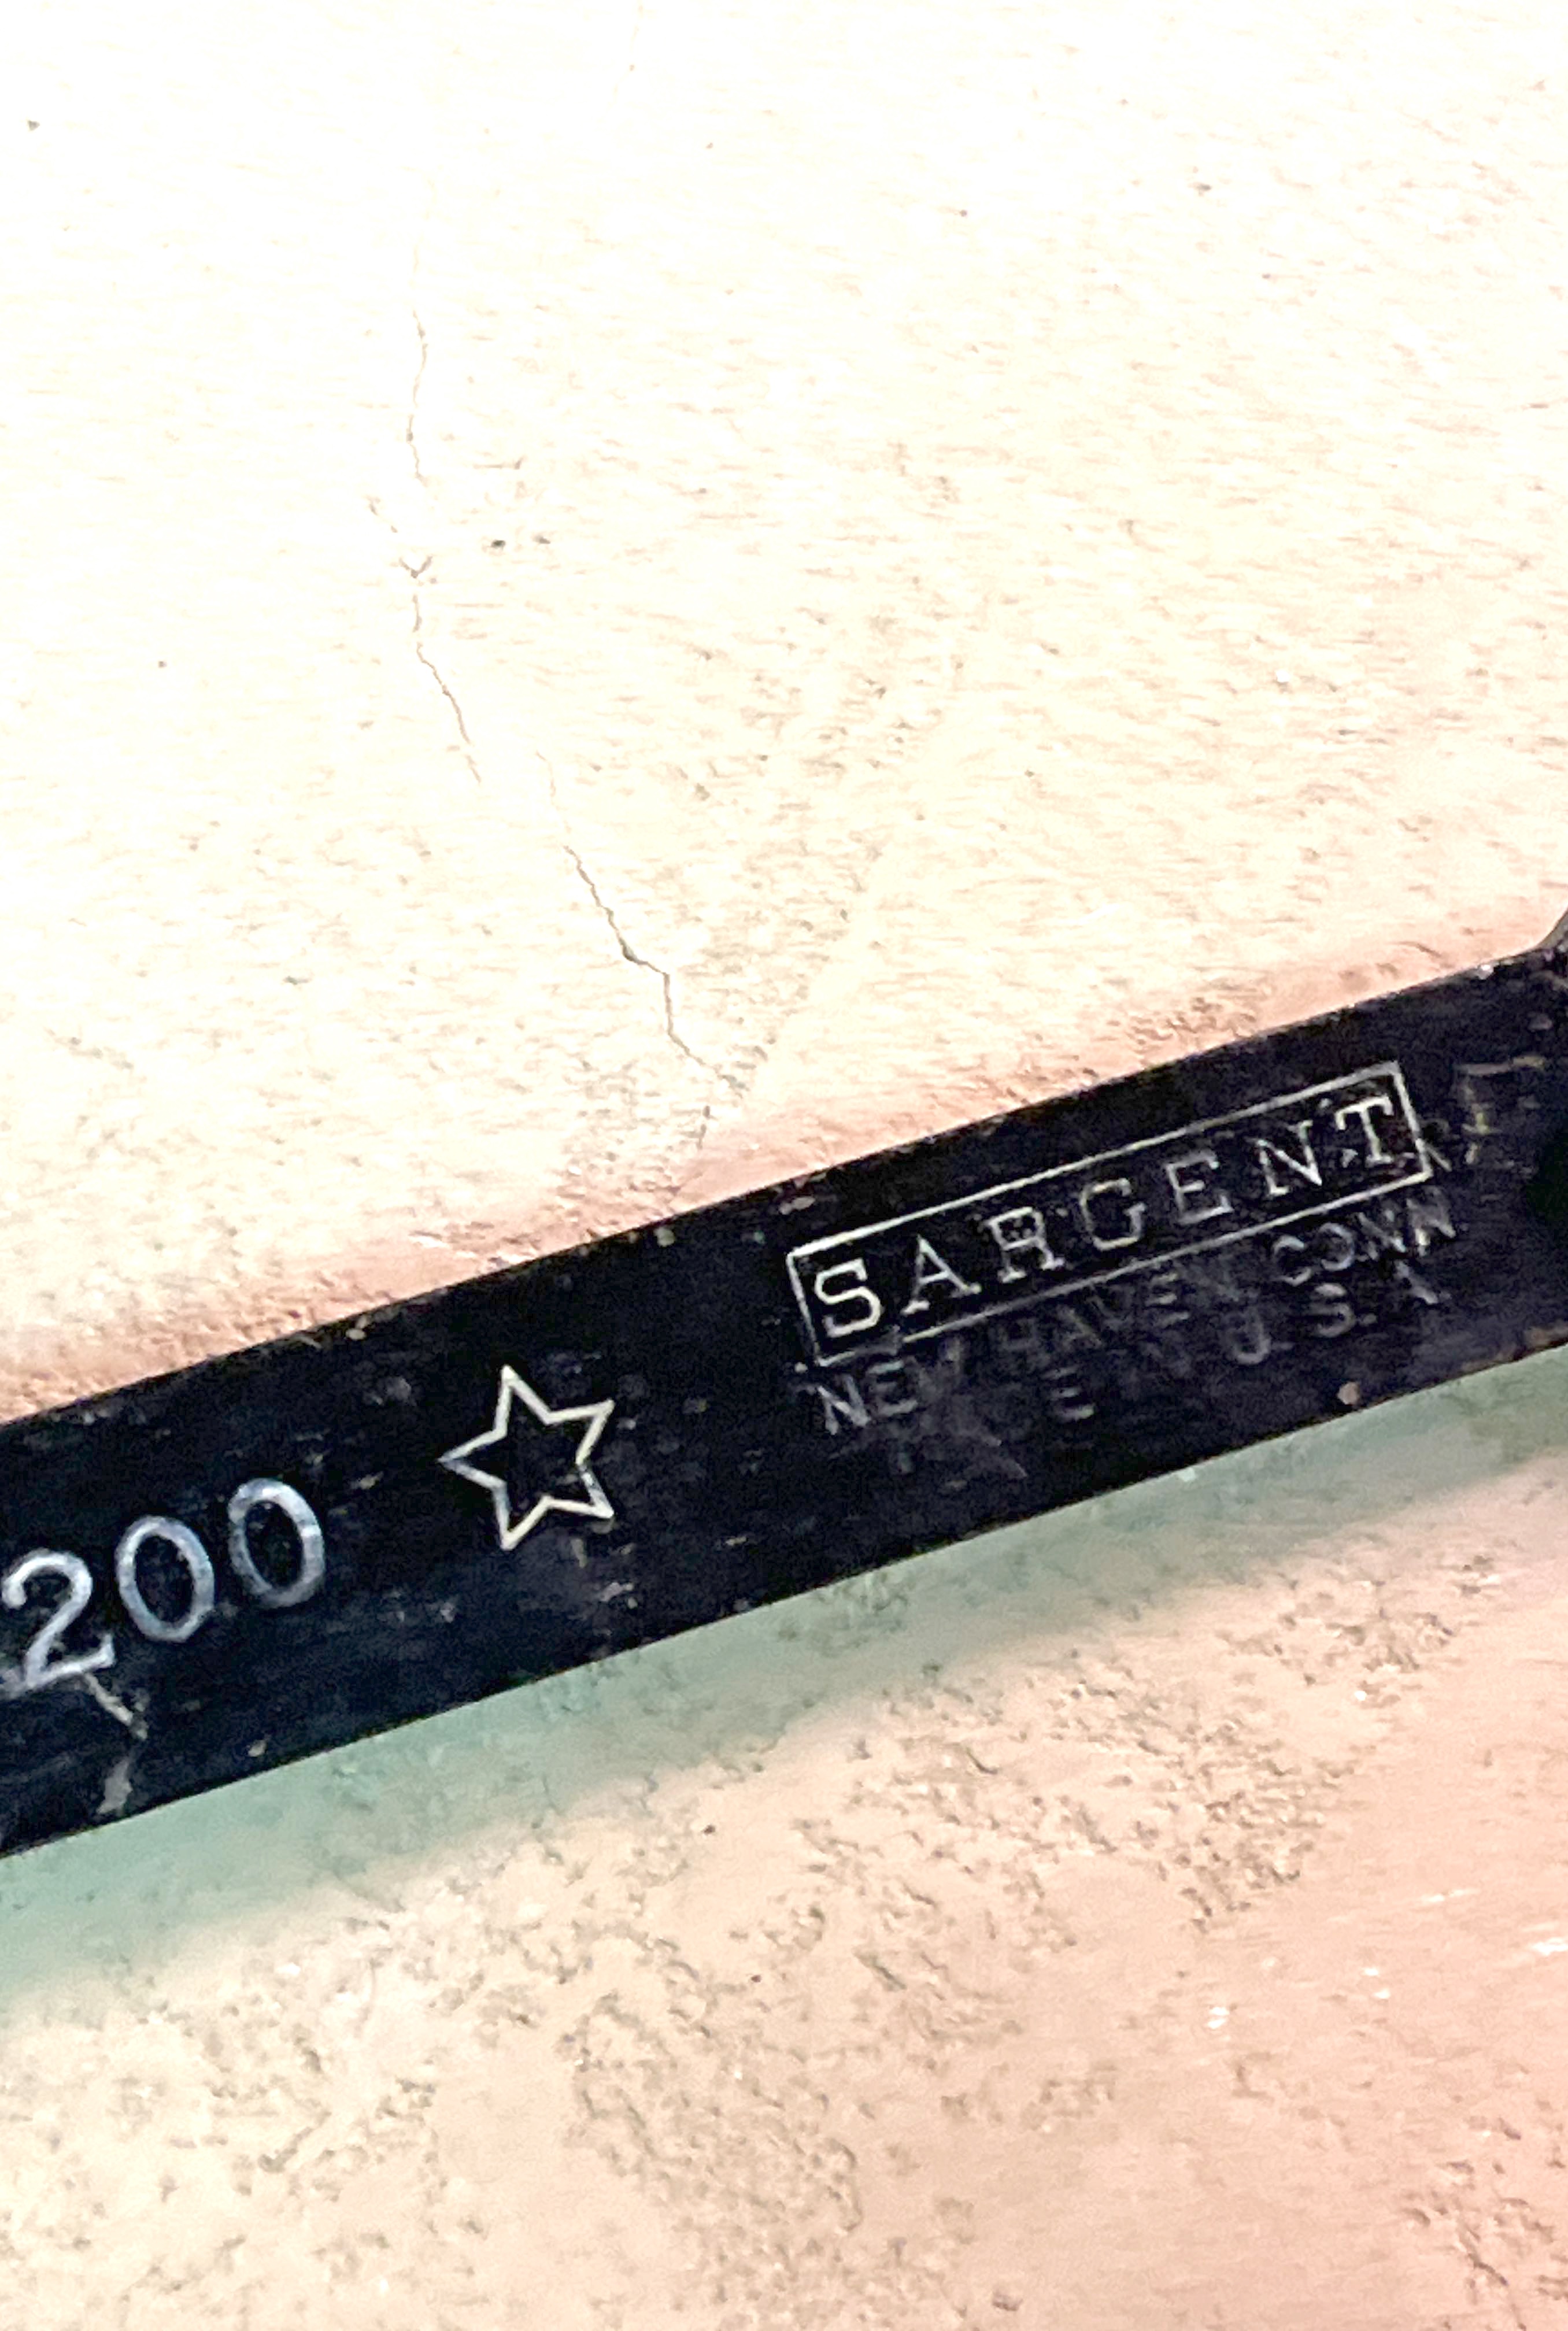 200
SARGENT
NEW HAVEN CONN
U.S.A